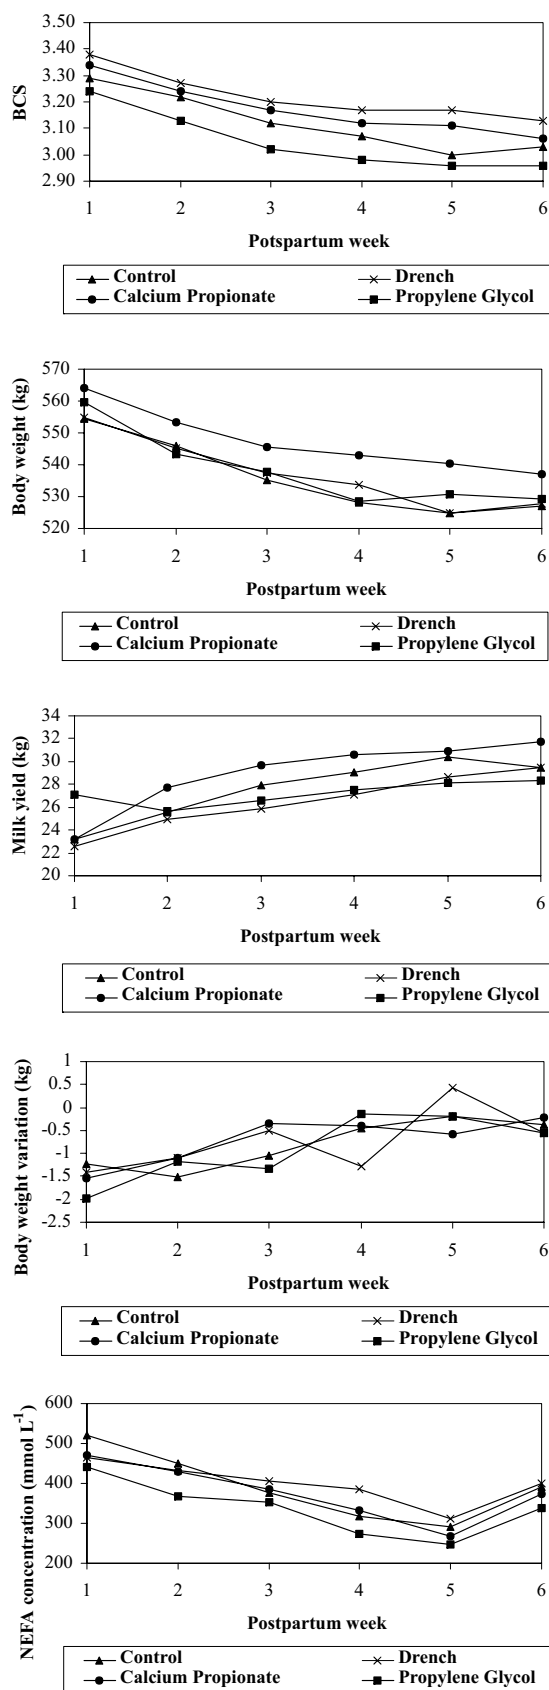 3.50
3.40
3.30
3.20
3.10
3.00
2.90
BCS
1 2 3 4 5 6
Potspartum week
Control Drench
Calcium Propionate Propylene Glycol
570
560
550
540
530
520
Body weight (kg)
1 2 3 4 5 6
Postpartum week
Control Drench
Calcium Propionate Propylene Glycol
34
32
30
28
26
24
22
20
Milk yield (kg)
1 2 3 4 5 6
Postpartum week
Control Drench
Calcium Propionate Propylene Glycol
1
0.5
0
-0.5
-1
-1.5
-2
-2.5
Body weight variation (kg)
1 2 3 4 5 6
Postpartum week
Control Drench
Calcium Propionate Propylene Glycol
600
500
400
300
200
NEFA concentration (mmol L⁻¹)
1 2 3 4 5 6
Postpartum week
Control Drench
Calcium Propionate Propylene Glycol